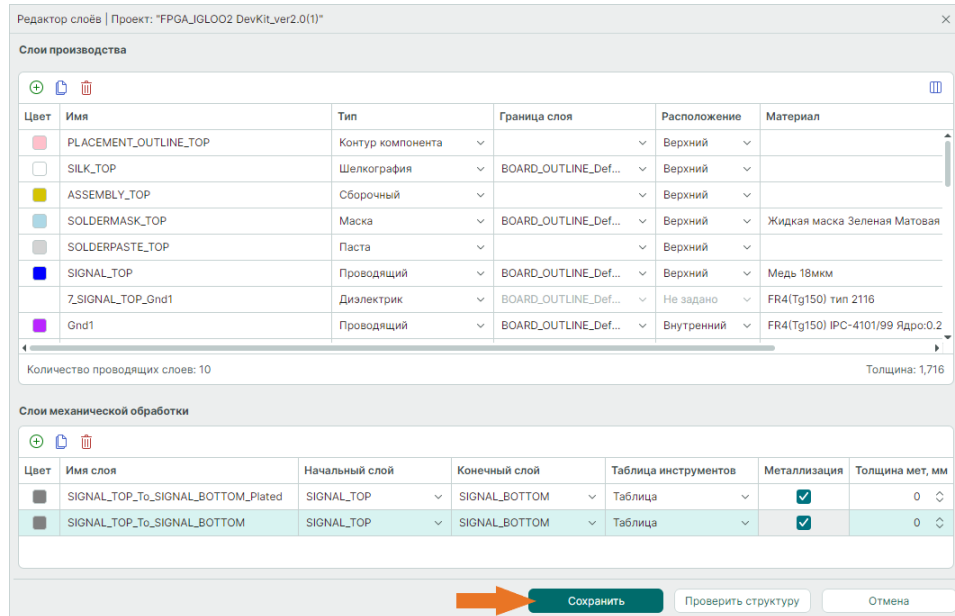 Редактор слоёв | Проект: "FPGA_IGLOO2 DevKit_ver2.0(1)"
Слои производства
Цвет Имя Тип Граница слоя Расположение Материал
PLACEMENT_OUTLINE_TOP Контур компонента Верхний
SILK_TOP Шелкография BOARD_OUTLINE_Def... Верхний
ASSEMBLY_TOP Сборочный Верхний
SOLDERMASK_TOP Маска BOARD_OUTLINE_Def... Верхний Жидкая маска Зеленая Матовая
SOLDERPASTE_TOP Паста Верхний
SIGNAL_TOP Проводящий BOARD_OUTLINE_Def... Верхний Медь 18мкм
7_SIGNAL_TOP_Gnd1 Диэлектрик BOARD_OUTLINE_Def... Не задано FR4(Tg150) тип 2116
Gnd1 Проводящий BOARD_OUTLINE_Def... Внутренний FR4(Tg150) IPC-4101/99 Ядро:0.2
Количество проводящих слоев: 10 Толщина: 1,716
Слои механической обработки
Цвет Имя слоя Начальный слой Конечный слой Таблица инструментов Металлизация Толщина мет, мм
SIGNAL_TOP_To_SIGNAL_BOTTOM_Plated SIGNAL_TOP SIGNAL_BOTTOM Таблица 0
SIGNAL_TOP_To_SIGNAL_BOTTOM SIGNAL_TOP SIGNAL_BOTTOM Таблица 0
Сохранить Проверить структуру Отмена